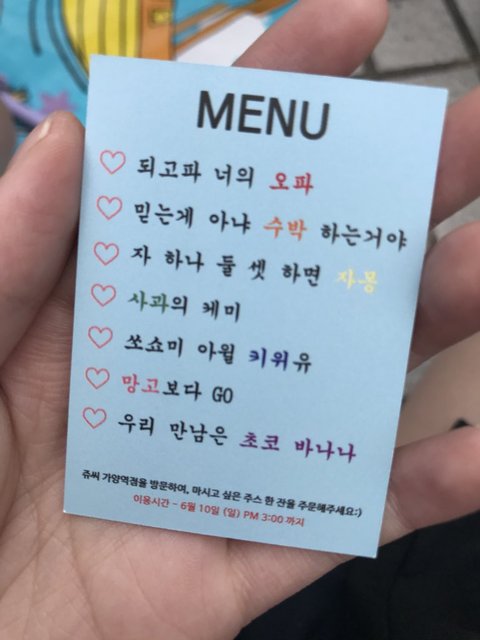 MENU
되고파 너의 오파
믿는게 아냐 수박 하는거야
자 하나 둘 셋 하면 자몽
사과의 케미
쏘쇼미 아윌 키위유
망고보다 GO
우리 만남은 초코 바나나
쥬씨 가양역점을 방문하여, 마시고 싶은 주스 한 잔을 주문해주세요:)
이용시간 - 6월 10일 (일) PM 3:00 까지